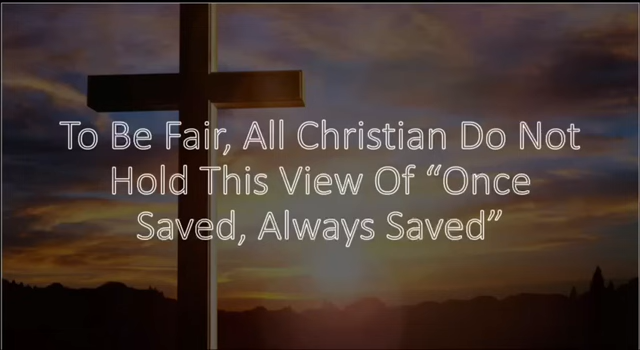 To Be Fair, All Christian Do Not
Hold This View Of “Once
Saved, Always Saved”